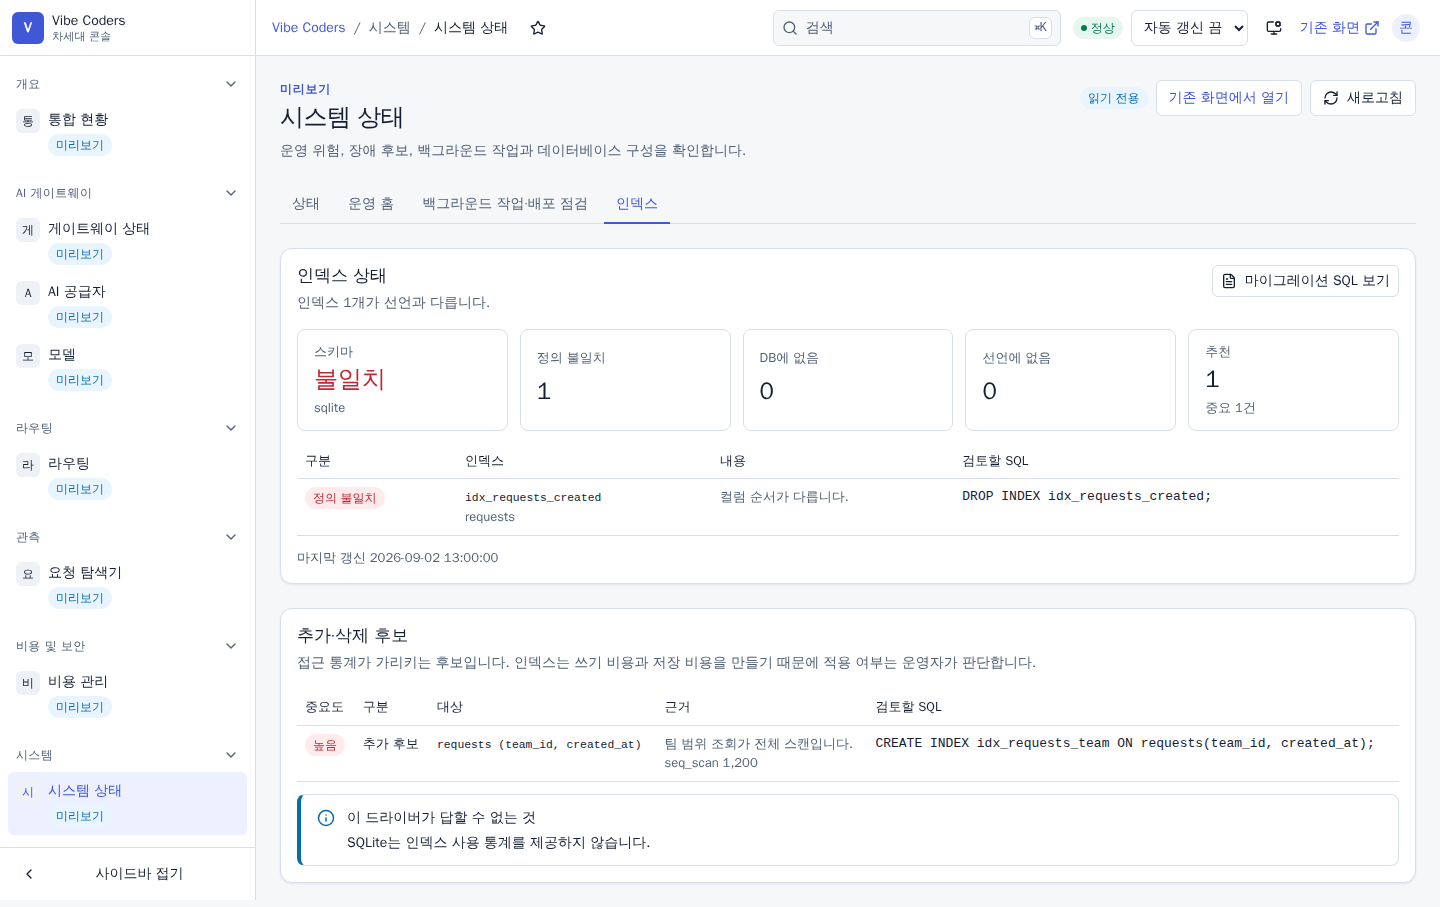 V
Vibe Coders
차세대 콘솔
Vibe Coders / 시스템 / 시스템 상태
검색
⌘K
정상
자동 갱신 끔
기존 화면
콘
개요
통
통합 현황
미리보기
AI 게이트웨이
게
게이트웨이 상태
미리보기
A
AI 공급자
미리보기
모
모델
미리보기
라우팅
라
라우팅
미리보기
관측
요
요청 탐색기
미리보기
비용 및 보안
비
비용 관리
미리보기
시스템
시
시스템 상태
미리보기
사이드바 접기
미리보기
시스템 상태
운영 위험, 장애 후보, 백그라운드 작업과 데이터베이스 구성을 확인합니다.
읽기 전용
기존 화면에서 열기
새로고침
상태
운영 홈
백그라운드 작업·배포 점검
인덱스
인덱스 상태
인덱스 1개가 선언과 다릅니다.
마이그레이션 SQL 보기
스키마
불일치
sqlite
정의 불일치
1
DB에 없음
0
선언에 없음
0
추천
1
중요 1건
구분 인덱스 내용 검토할 SQL
정의 불일치 idx_requests_created 컬럼 순서가 다릅니다. DROP INDEX idx_requests_created;
requests
마지막 갱신 2026-09-02 13:00:00
추가·삭제 후보
접근 통계가 가리키는 후보입니다. 인덱스는 쓰기 비용과 저장 비용을 만들기 때문에 적용 여부는 운영자가 판단합니다.
중요도 구분 대상 근거 검토할 SQL
높음 추가 후보 requests (team_id, created_at) 팀 범위 조회가 전체 스캔입니다. CREATE INDEX idx_requests_team ON requests(team_id, created_at);
seq_scan 1,200
이 드라이버가 답할 수 없는 것
SQLite는 인덱스 사용 통계를 제공하지 않습니다.